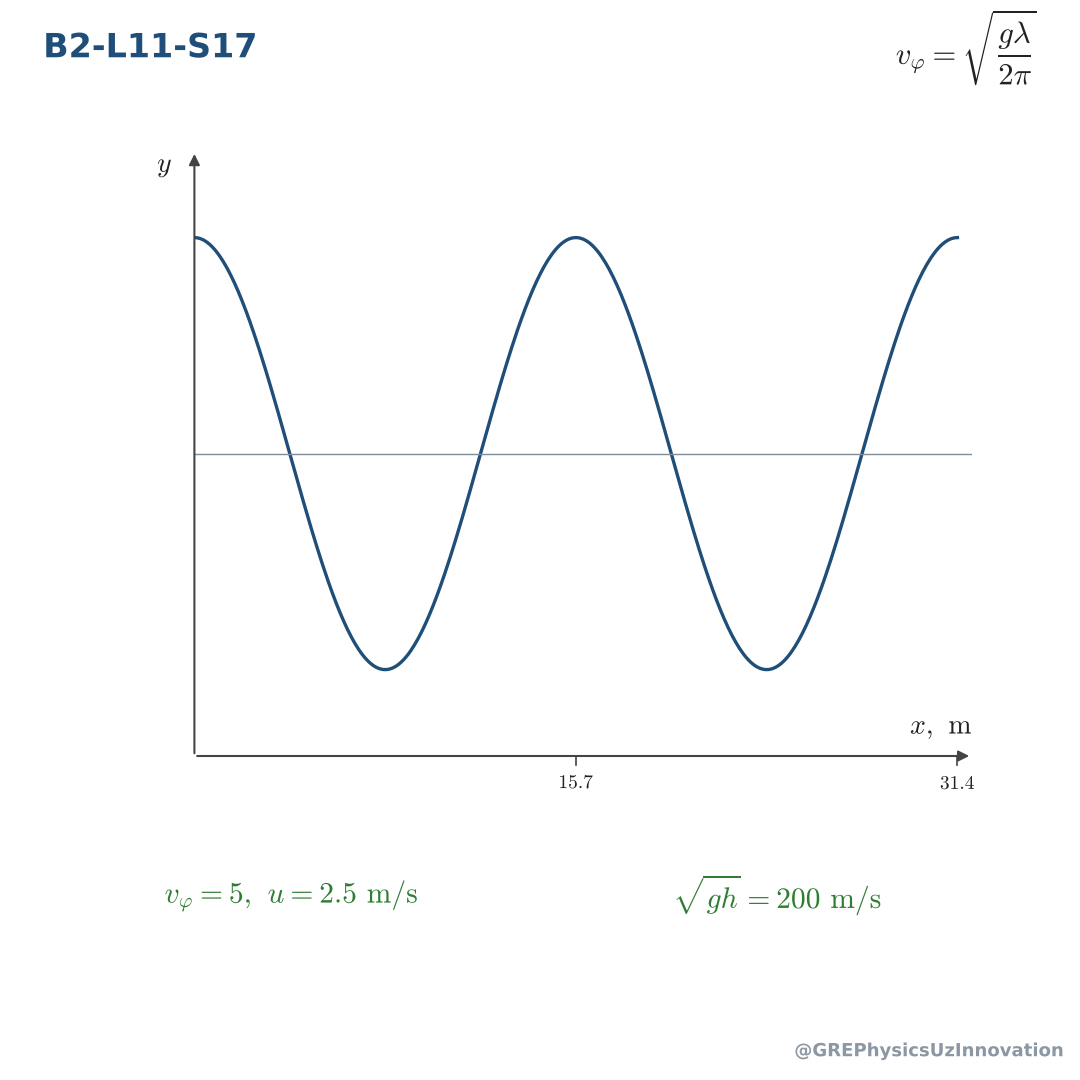 B2-L11-S17
v_φ = √(gλ/2π)
y
x, m
15.7
31.4
v_φ = 5, u = 2.5 m/s
√gh = 200 m/s
@GREPhysicsUzInnovation